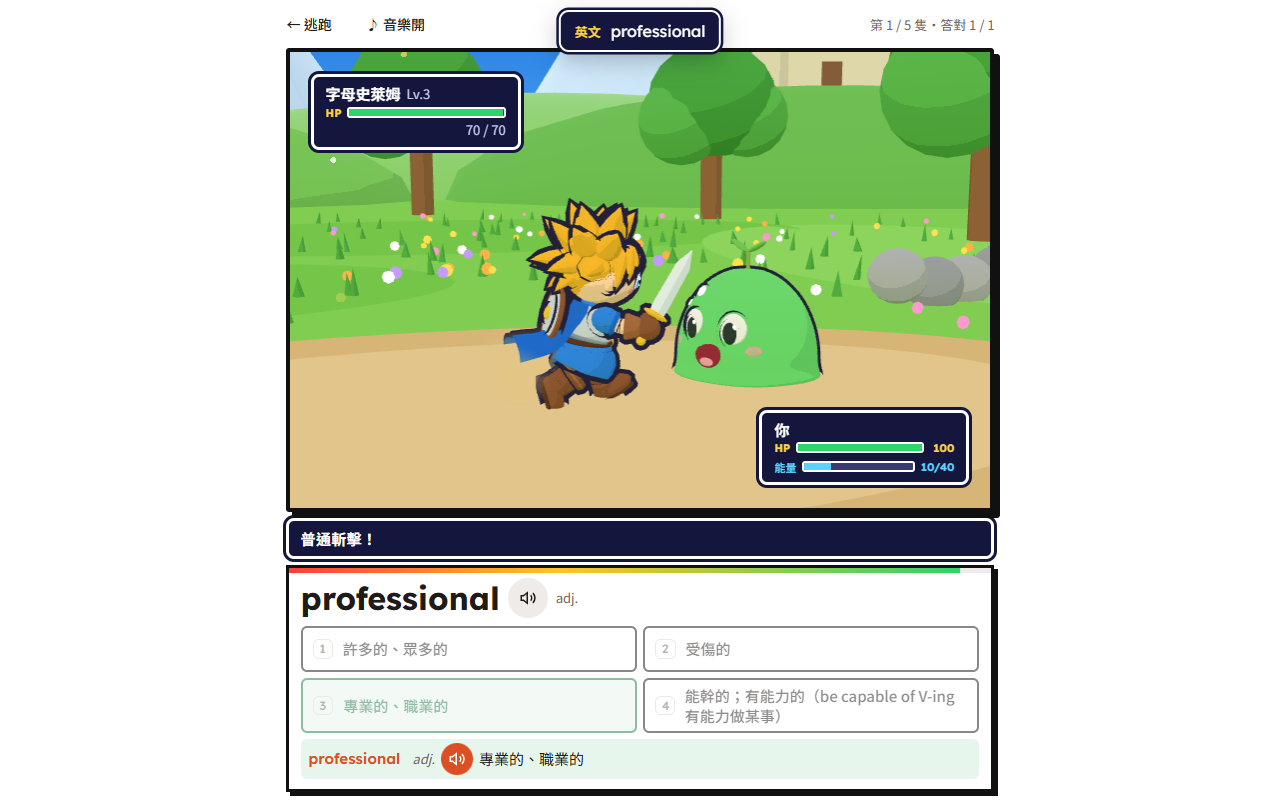 ← 逃跑
♪ 音樂開
英文 professional
第 1 / 5 隻・答對 1 / 1
字母史萊姆 Lv.3
HP
70 / 70
你
HP 100
能量 10/40
普通斬擊！
professional adj.
1 許多的、眾多的
2 受傷的
3 專業的、職業的
4 能幹的；有能力的（be capable of V-ing
有能力做某事）
professional adj. 專業的、職業的